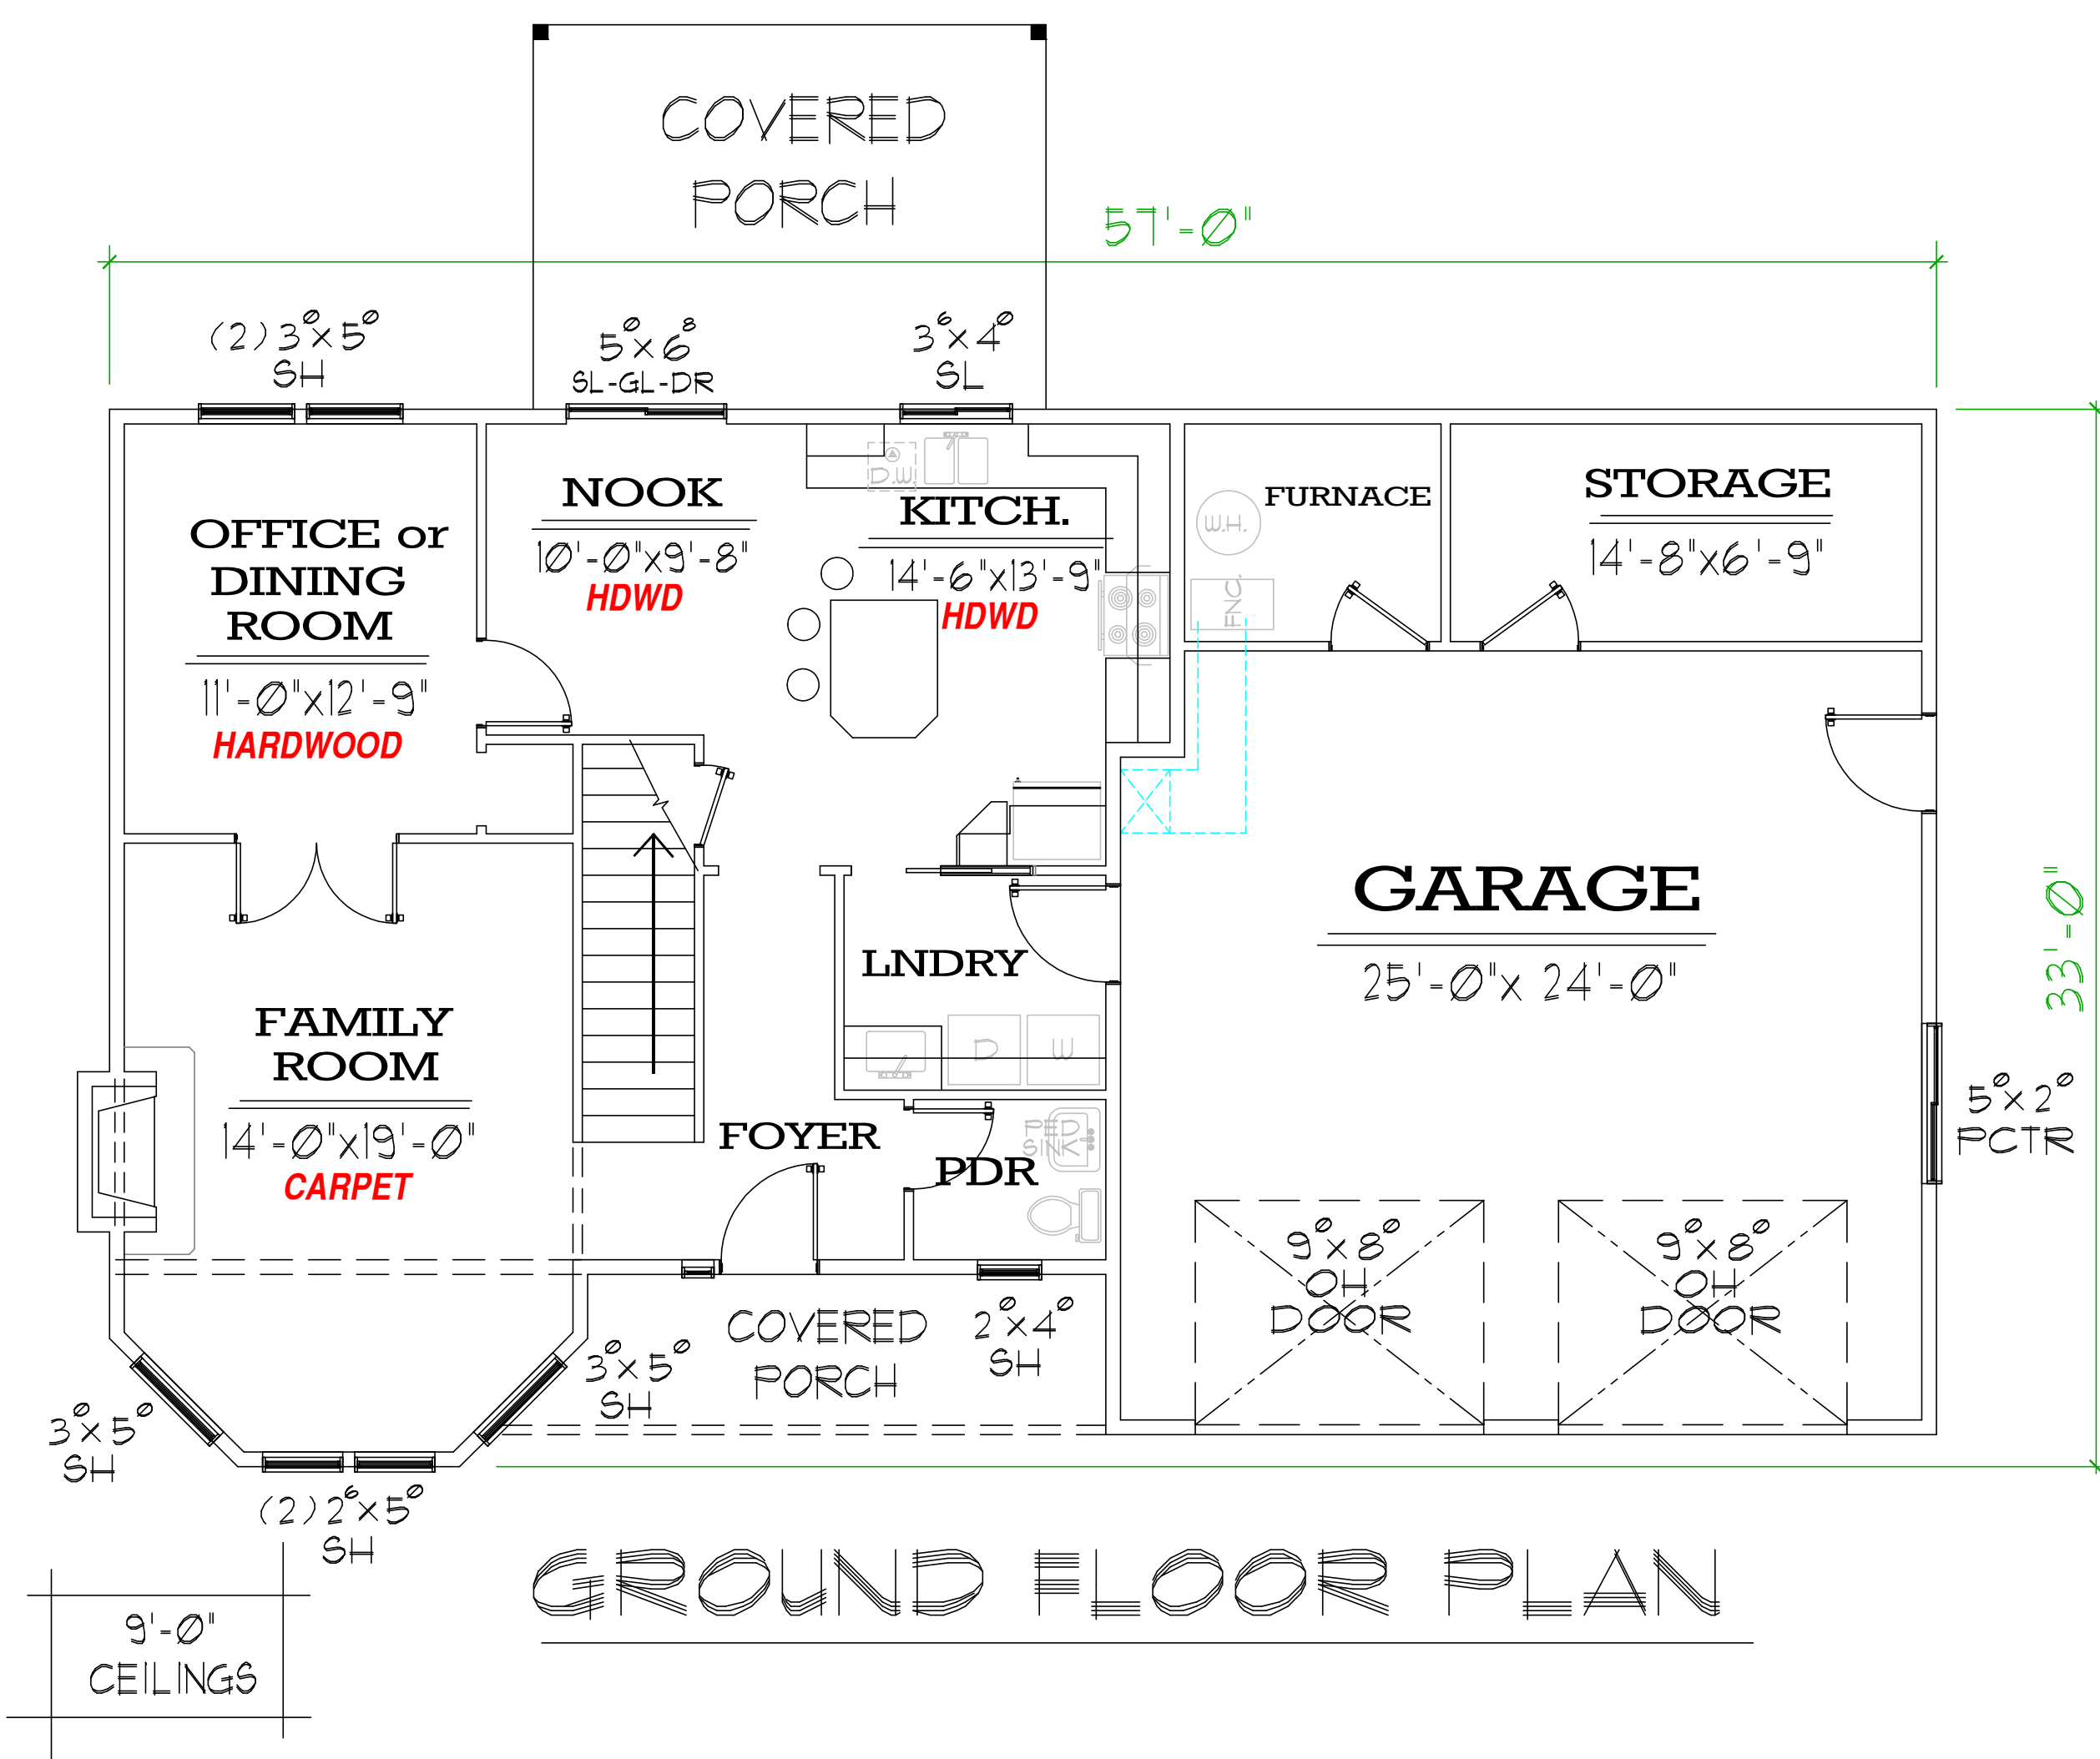 COVERED
PORCH
57'-0"
(2) 3⁰x5⁰
SH
5⁰x6⁸
SL-GL-DR
3⁶x4⁰
SL
OFFICE or
DINING
ROOM
11'-0"x12'-9"
HARDWOOD
NOOK
10'-0"x9'-8"
HDWD
D.W.
KITCH.
14'-6"x13'-9"
HDWD
W.H.
FURNACE
FNC.
STORAGE
14'-8"x6'-9"
GARAGE
25'-0"x 24'-0"
33'-0"
LNDRY
D
W
FAMILY
ROOM
14'-0"x19'-0"
CARPET
FOYER
PED
SINK
PDR
5⁰x2⁰
PCTR
9⁰x8⁰
OH
DOOR
9⁰x8⁰
OH
DOOR
COVERED
PORCH
2⁰x4⁰
SH
3⁰x5⁰
SH
3⁰x5⁰
SH
(2) 2⁶x5⁰
SH
GROUND FLOOR PLAN
9'-0"
CEILINGS